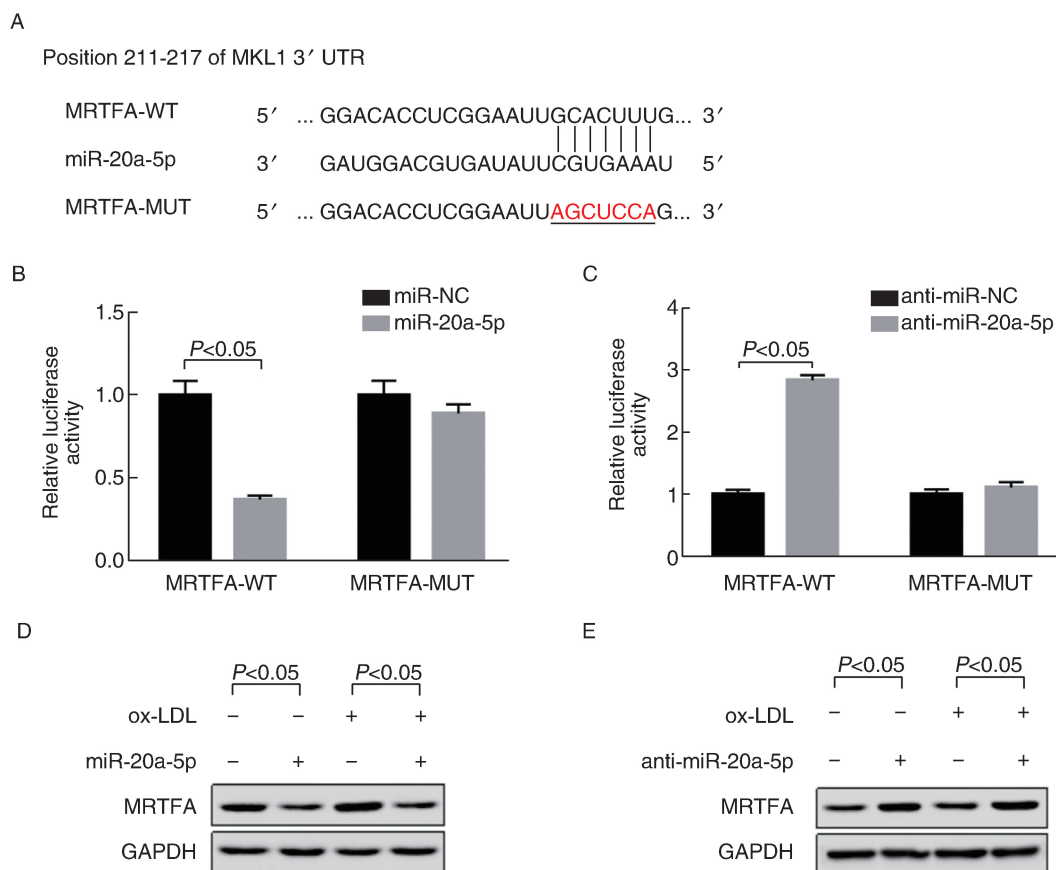 A
Position 211-217 of MKL1 3′ UTR
MRTFA-WT 5′ ... GGACACCUCGGAAUUGCACUUUG... 3′
miR-20a-5p 3′ GAUGGACGUGAUAUUCGUGAAAU 5′
MRTFA-MUT 5′ ... GGACACCUCGGAAUUAGCUCCAG... 3′
B
miR-NC
miR-20a-5p
Relative luciferase
activity
1.5
1.0
0.5
0.0
P<0.05
MRTFA-WT MRTFA-MUT
C
anti-miR-NC
anti-miR-20a-5p
Relative luciferase
activity
4
3
2
1
0
P<0.05
MRTFA-WT MRTFA-MUT
D
P<0.05 P<0.05
ox-LDL − − + +
miR-20a-5p − + − +
MRTFA
GAPDH
E
P<0.05 P<0.05
ox-LDL − − + +
anti-miR-20a-5p − + − +
MRTFA
GAPDH